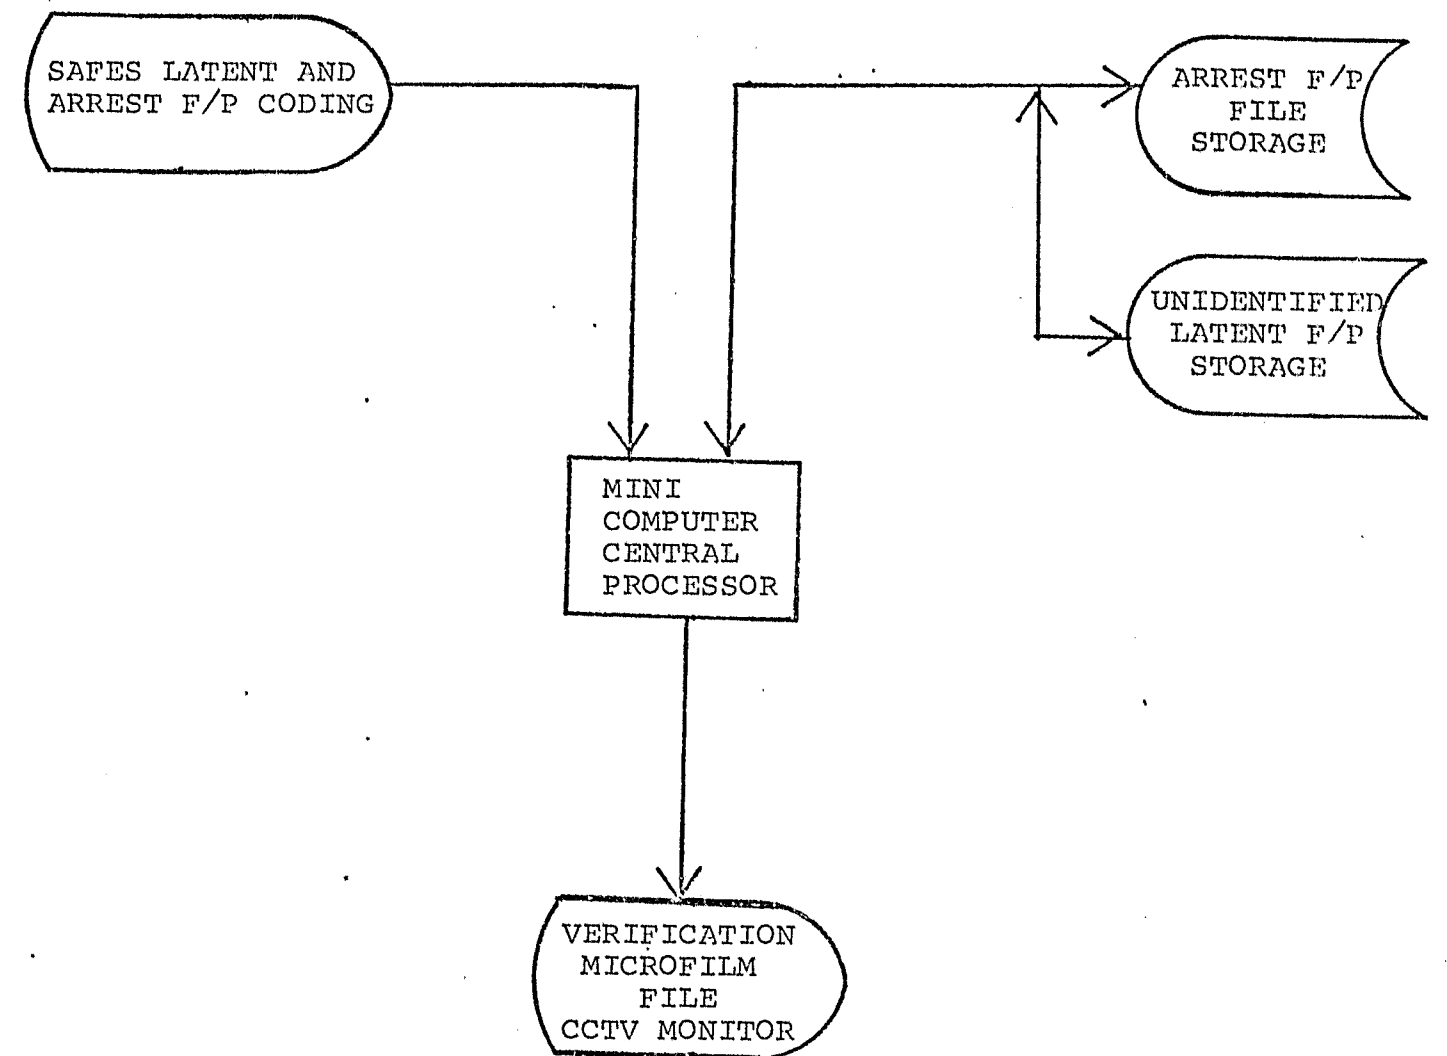 SAFES LATENT AND
ARREST F/P CODING
ARREST F/P
FILE
STORAGE
UNIDENTIFIED
LATENT F/P
STORAGE
MINI
COMPUTER
CENTRAL
PROCESSOR
VERIFICATION
MICROFILM
FILE
CCTV MONITOR